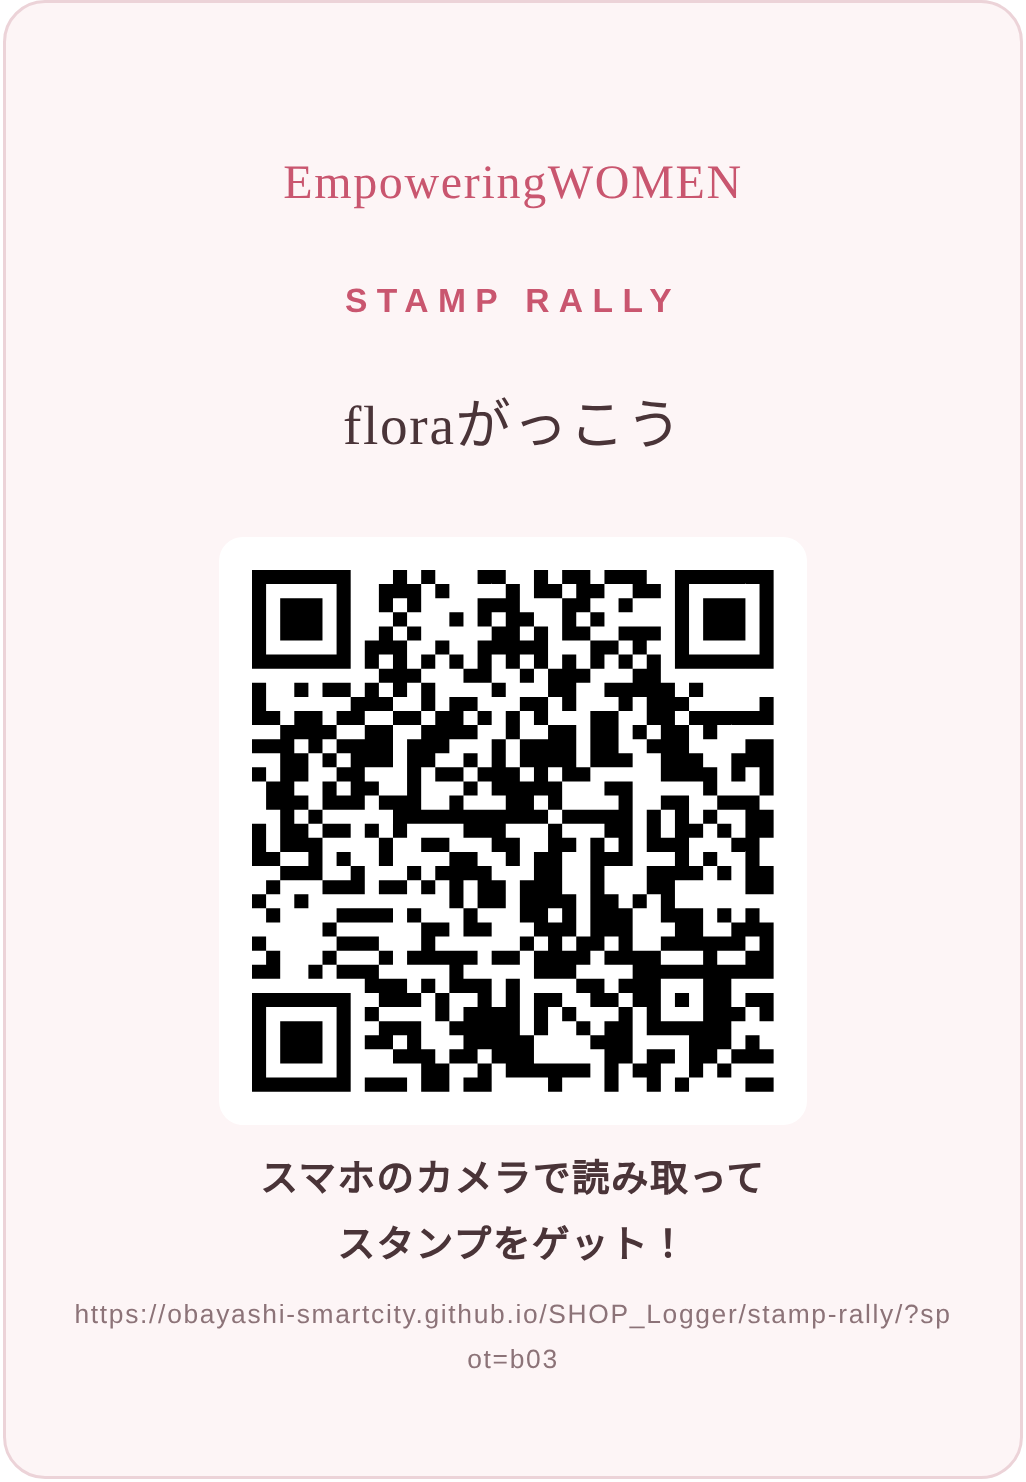 EmpoweringWOMEN
STAMP RALLY
floraがっこう
スマホのカメラで読み取って
スタンプをゲット！
https://obayashi-smartcity.github.io/SHOP_Logger/stamp-rally/?sp
ot=b03